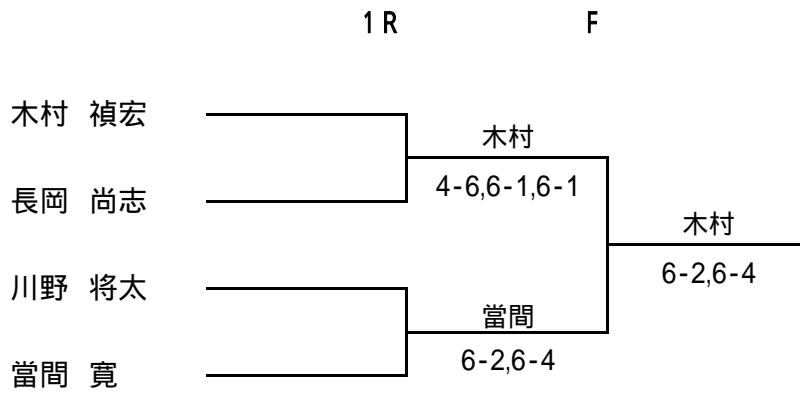 1R F
木村 禎宏
木村
4-6,6-1,6-1
長岡 尚志
木村
6-2,6-4
川野 将太
當間
6-2,6-4
當間 寛